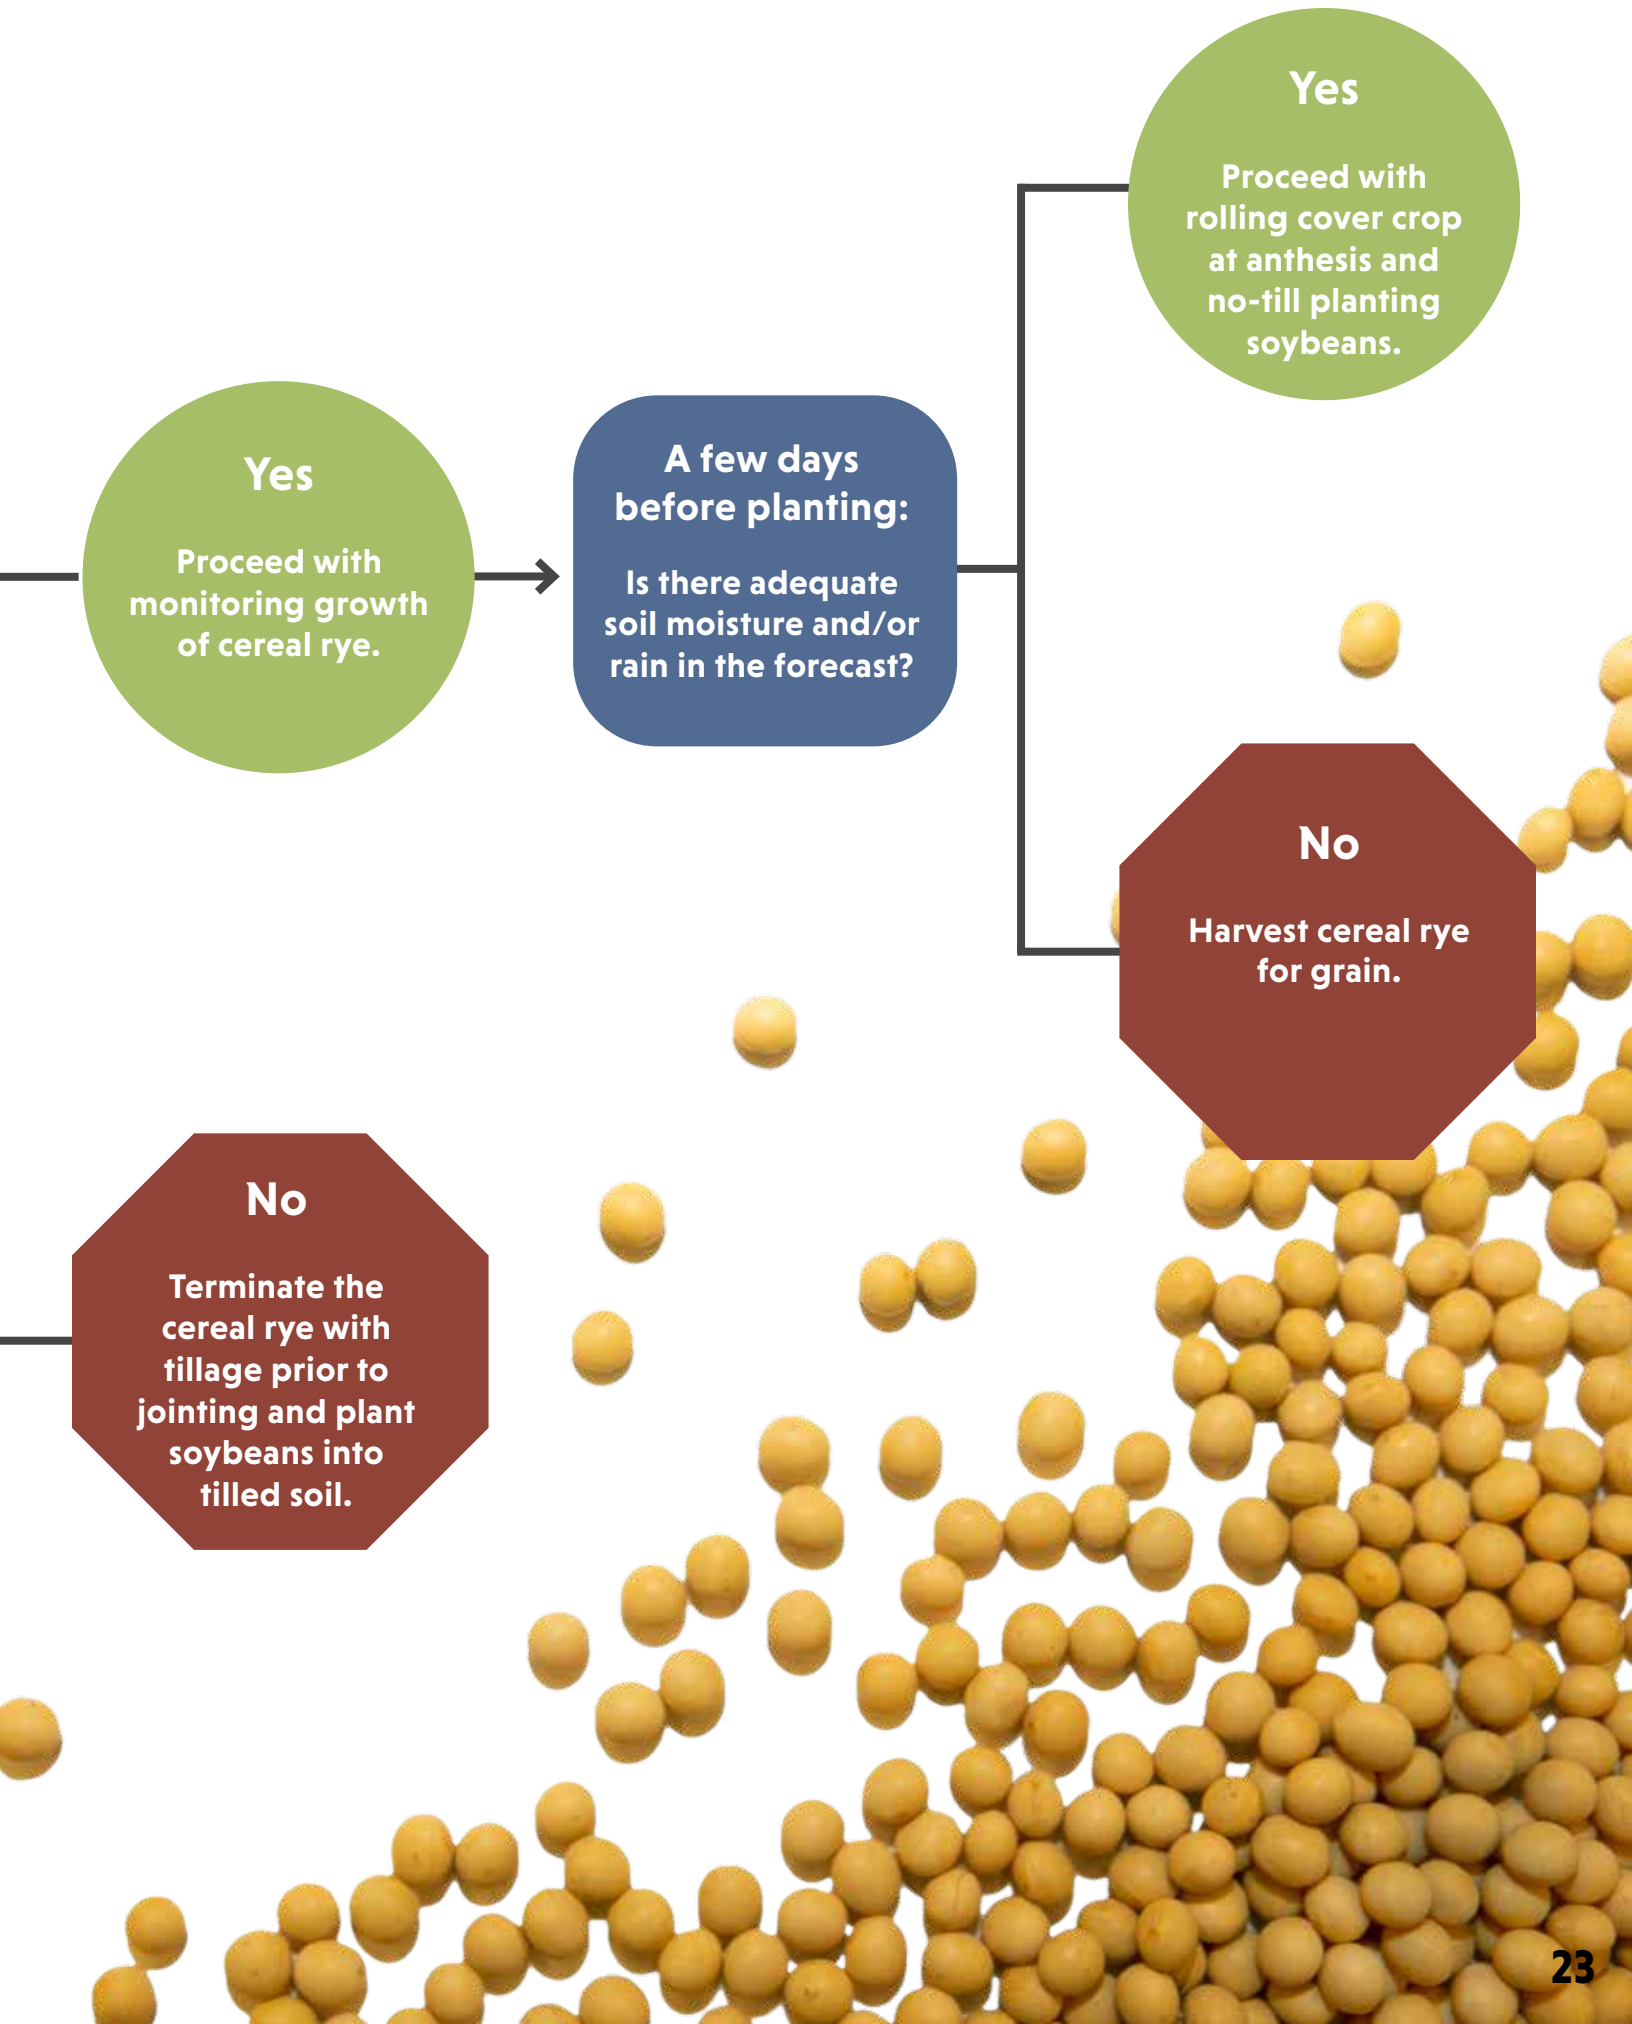 Yes
Proceed with
rolling cover crop
at anthesis and
no-till planting
soybeans.
Yes
Proceed with
monitoring growth
of cereal rye.
A few days
before planting:
Is there adequate
soil moisture and/or
rain in the forecast?
No
Harvest cereal rye
for grain.
No
Terminate the
cereal rye with
tillage prior to
jointing and plant
soybeans into
tilled soil.
23